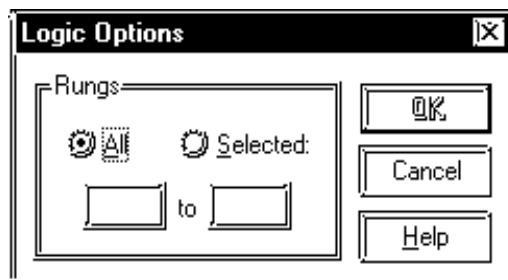 Logic Options
Rungs
All
Selected:
to
OK
Cancel
Help